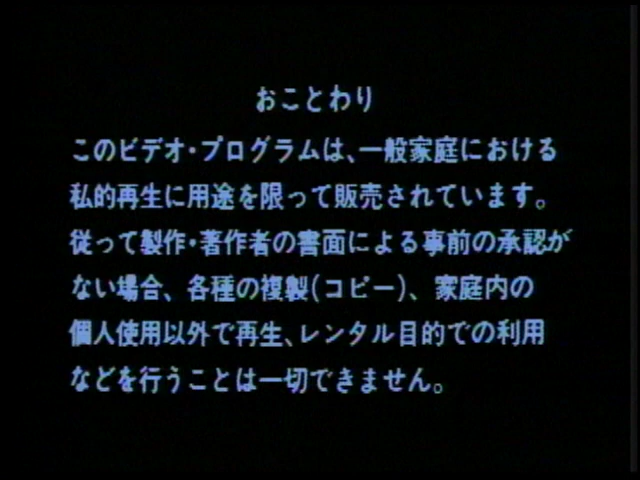 おことわり
このビデオ・プログラムは、一般家庭における
私的再生に用途を限って販売されています。
従って製作・著作者の書面による事前の承認が
ない場合、各種の複製(コピー)、家庭内の
個人使用以外で再生、レンタル目的での利用
などを行うことは一切できません。